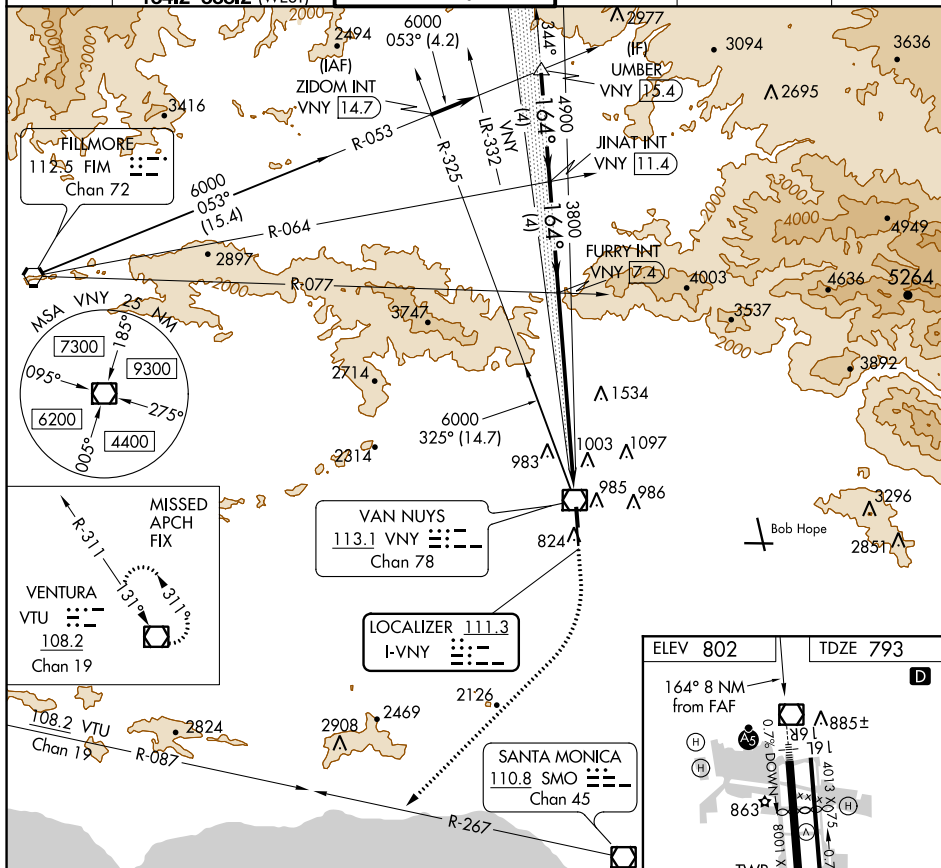 2494
2977
3094
3636
2695
3416
2000
3000
4000
6000
053° (4.2)
(IAF)
ZIDOM INT
VNY 14.7
(IF)
UMBER
VNY 15.4
JINAT INT
VNY 11.4
FURRY INT
VNY 7.4
344°
164°
(4)
4900
164°
(4)
3800
VNY
LR-332
R-325
R-053
R-064
R-077
FILLMORE
112.5 FIM
Chan 72
6000
053°
(15.4)
2897
2000
3747
2714
2314
2000
3000
4000
4949
4003
4636
5264
3537
2000
3892
MSA VNY 25 NM
185°
7300
9300
095°
275°
6200
4400
005°
6000
325° (14.7)
1534
983
1003
1097
985
986
824
3296
2851
Bob Hope
VAN NUYS
113.1 VNY
Chan 78
LOCALIZER 111.3
I-VNY
MISSED
APCH
FIX
R-311
131°
311°
VENTURA
VTU
108.2
Chan 19
108.2 VTU
Chan 19
R-087
2824
2908
2469
2126
SANTA MONICA
110.8 SMO
Chan 45
R-267
ELEV 802
TDZE 793
D
164° 8 NM
from FAF
A5
885±
16R
16L
H
H
H
V
863
0.7% DOWN
8001 X
4013 X 75